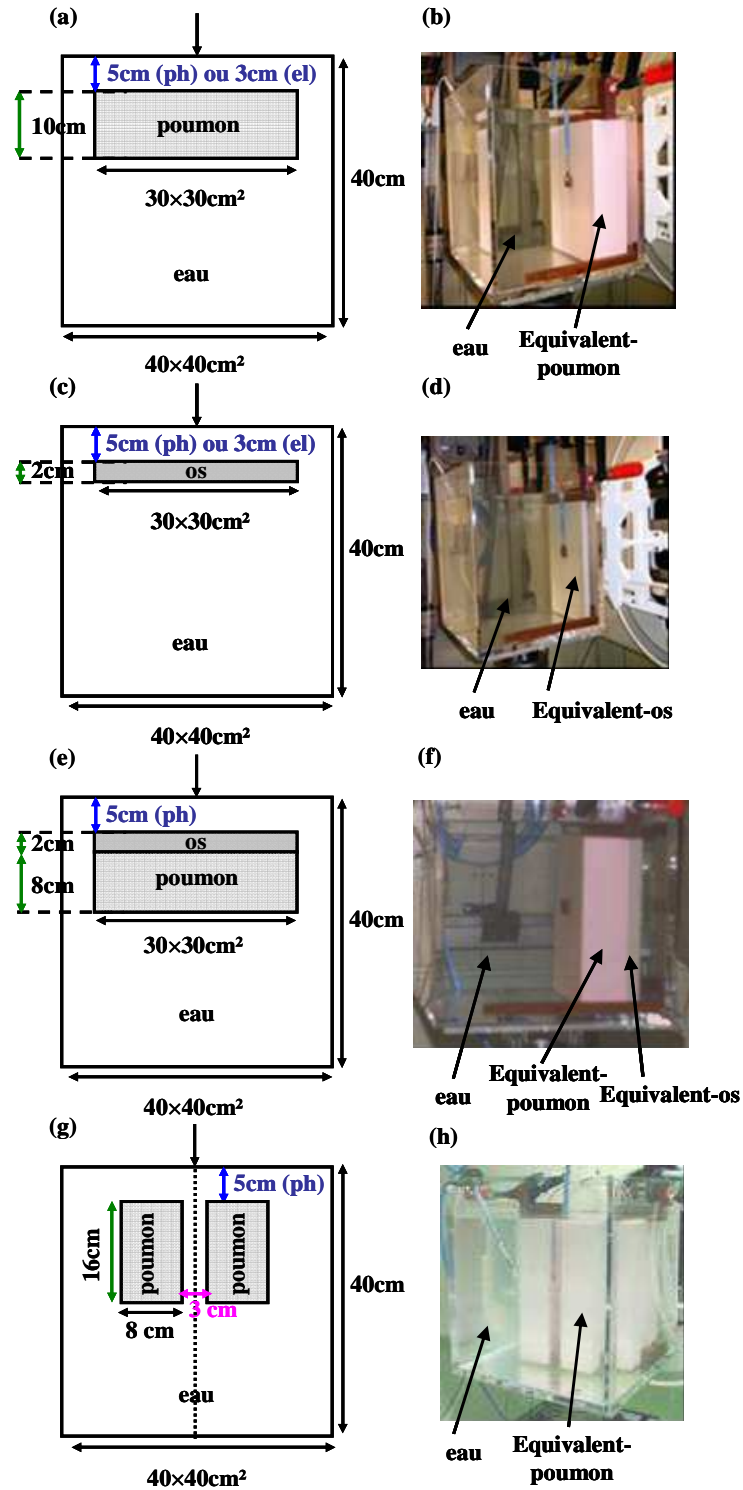 (a)
(b)
5cm (ph) ou 3cm (el)
10cm
poumon
30×30cm²
40cm
eau
40×40cm²
eau
Equivalent-
poumon
(c)
(d)
5cm (ph) ou 3cm (el)
2cm
os
30×30cm²
40cm
eau
40×40cm²
eau
Equivalent-os
(e)
(f)
5cm (ph)
2cm
os
8cm
poumon
30×30cm²
40cm
eau
40×40cm²
eau
Equivalent-
poumon
Equivalent-os
(g)
(h)
5cm (ph)
16cm
poumon
poumon
3 cm
8 cm
40cm
eau
40×40cm²
eau
Equivalent-
poumon